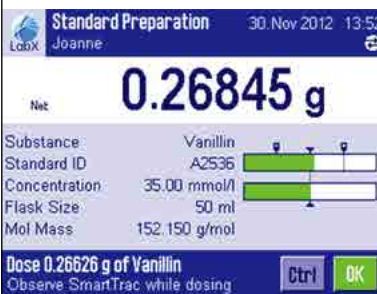 Standard Preparation 30.Nov 2012 13:52
LabX Joanne
Net 0.26845 g
Substance Vanillin
Standard ID A2536
Concentration 35.00 mmol/l
Flask Size 50 ml
Mol Mass 152.150 g/mol
Dose 0.26626 g of Vanillin
Observe SmartTrac while dosing
Ctrl OK